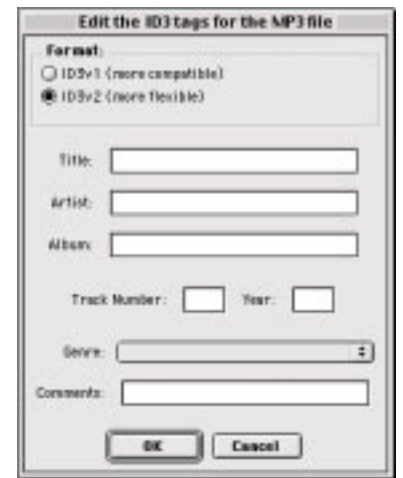 Edit the ID3 tags for the MP3 file
Format:
ID3v1 (more compatible)
ID3v2 (more flexible)
Title:
Artist:
Album:
Track Number: Year:
Genre:
Comments:
OK Cancel